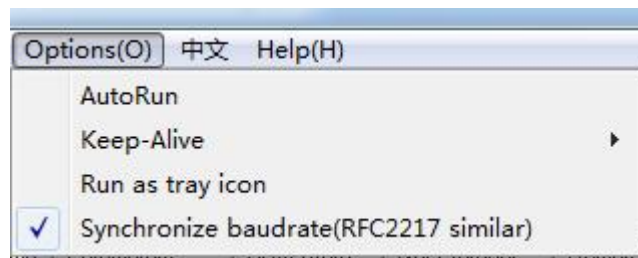 Options(O) 中文 Help(H)
AutoRun
Keep-Alive
Run as tray icon
Synchronize baudrate(RFC2217 similar)